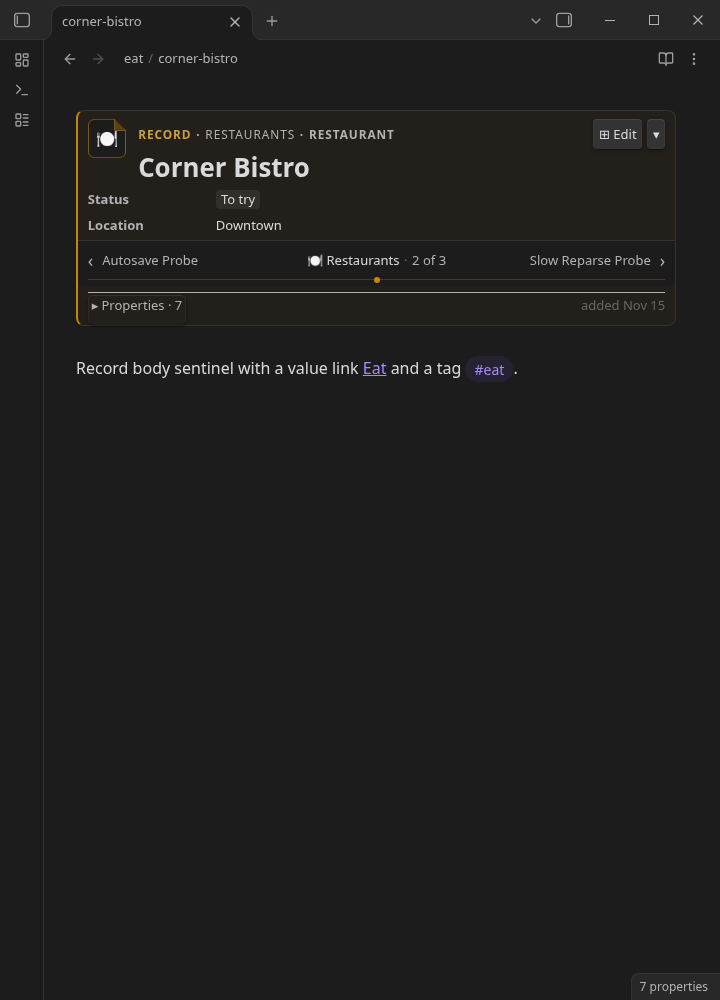 corner-bistro
eat / corner-bistro
RECORD · RESTAURANTS · RESTAURANT
Edit
Corner Bistro
Status To try
Location Downtown
‹ Autosave Probe Restaurants · 2 of 3 Slow Reparse Probe ›
▸ Properties · 7 added Nov 15
Record body sentinel with a value link Eat and a tag #eat.
7 properties